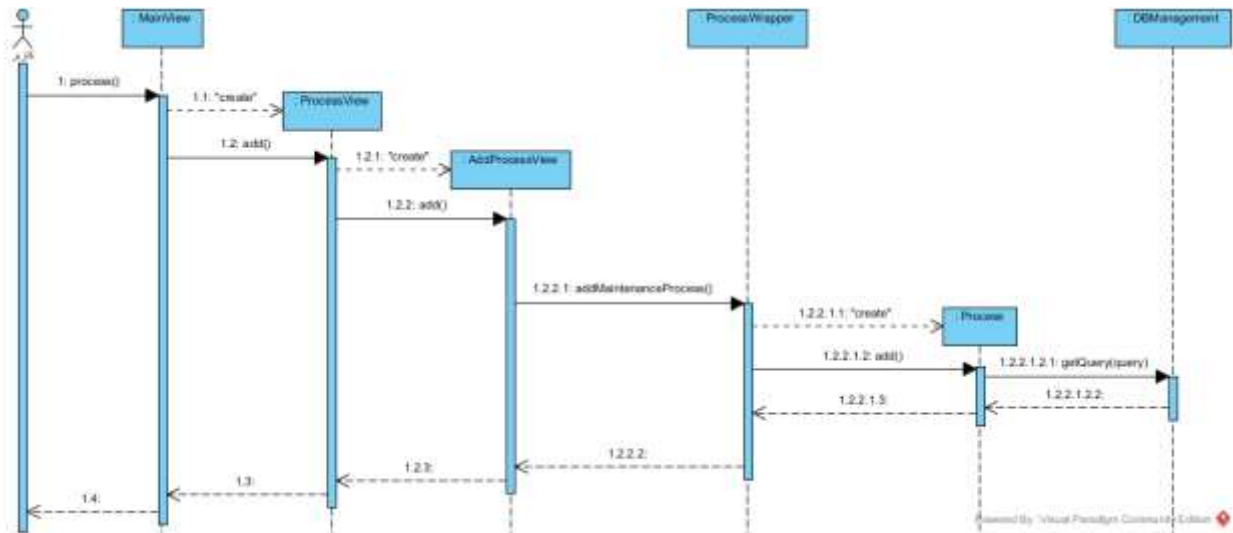 MainView
ProcessWrapper
DBManagement
1: process()
1.1: "create"
ProcessView
1.2: add()
1.2.1: "create"
AddProcessView
1.2.2: add()
1.2.2.1: addMaintenanceProcess()
1.2.2.1.1: "create"
Process
1.2.2.1.2: add()
1.2.2.1.2.1: getQuery(query)
1.2.2.1.3:
1.2.2.1.2.2:
1.2.2.2:
1.2.3:
1.3:
1.4:
Powered By Visual Paradigm Community Edition